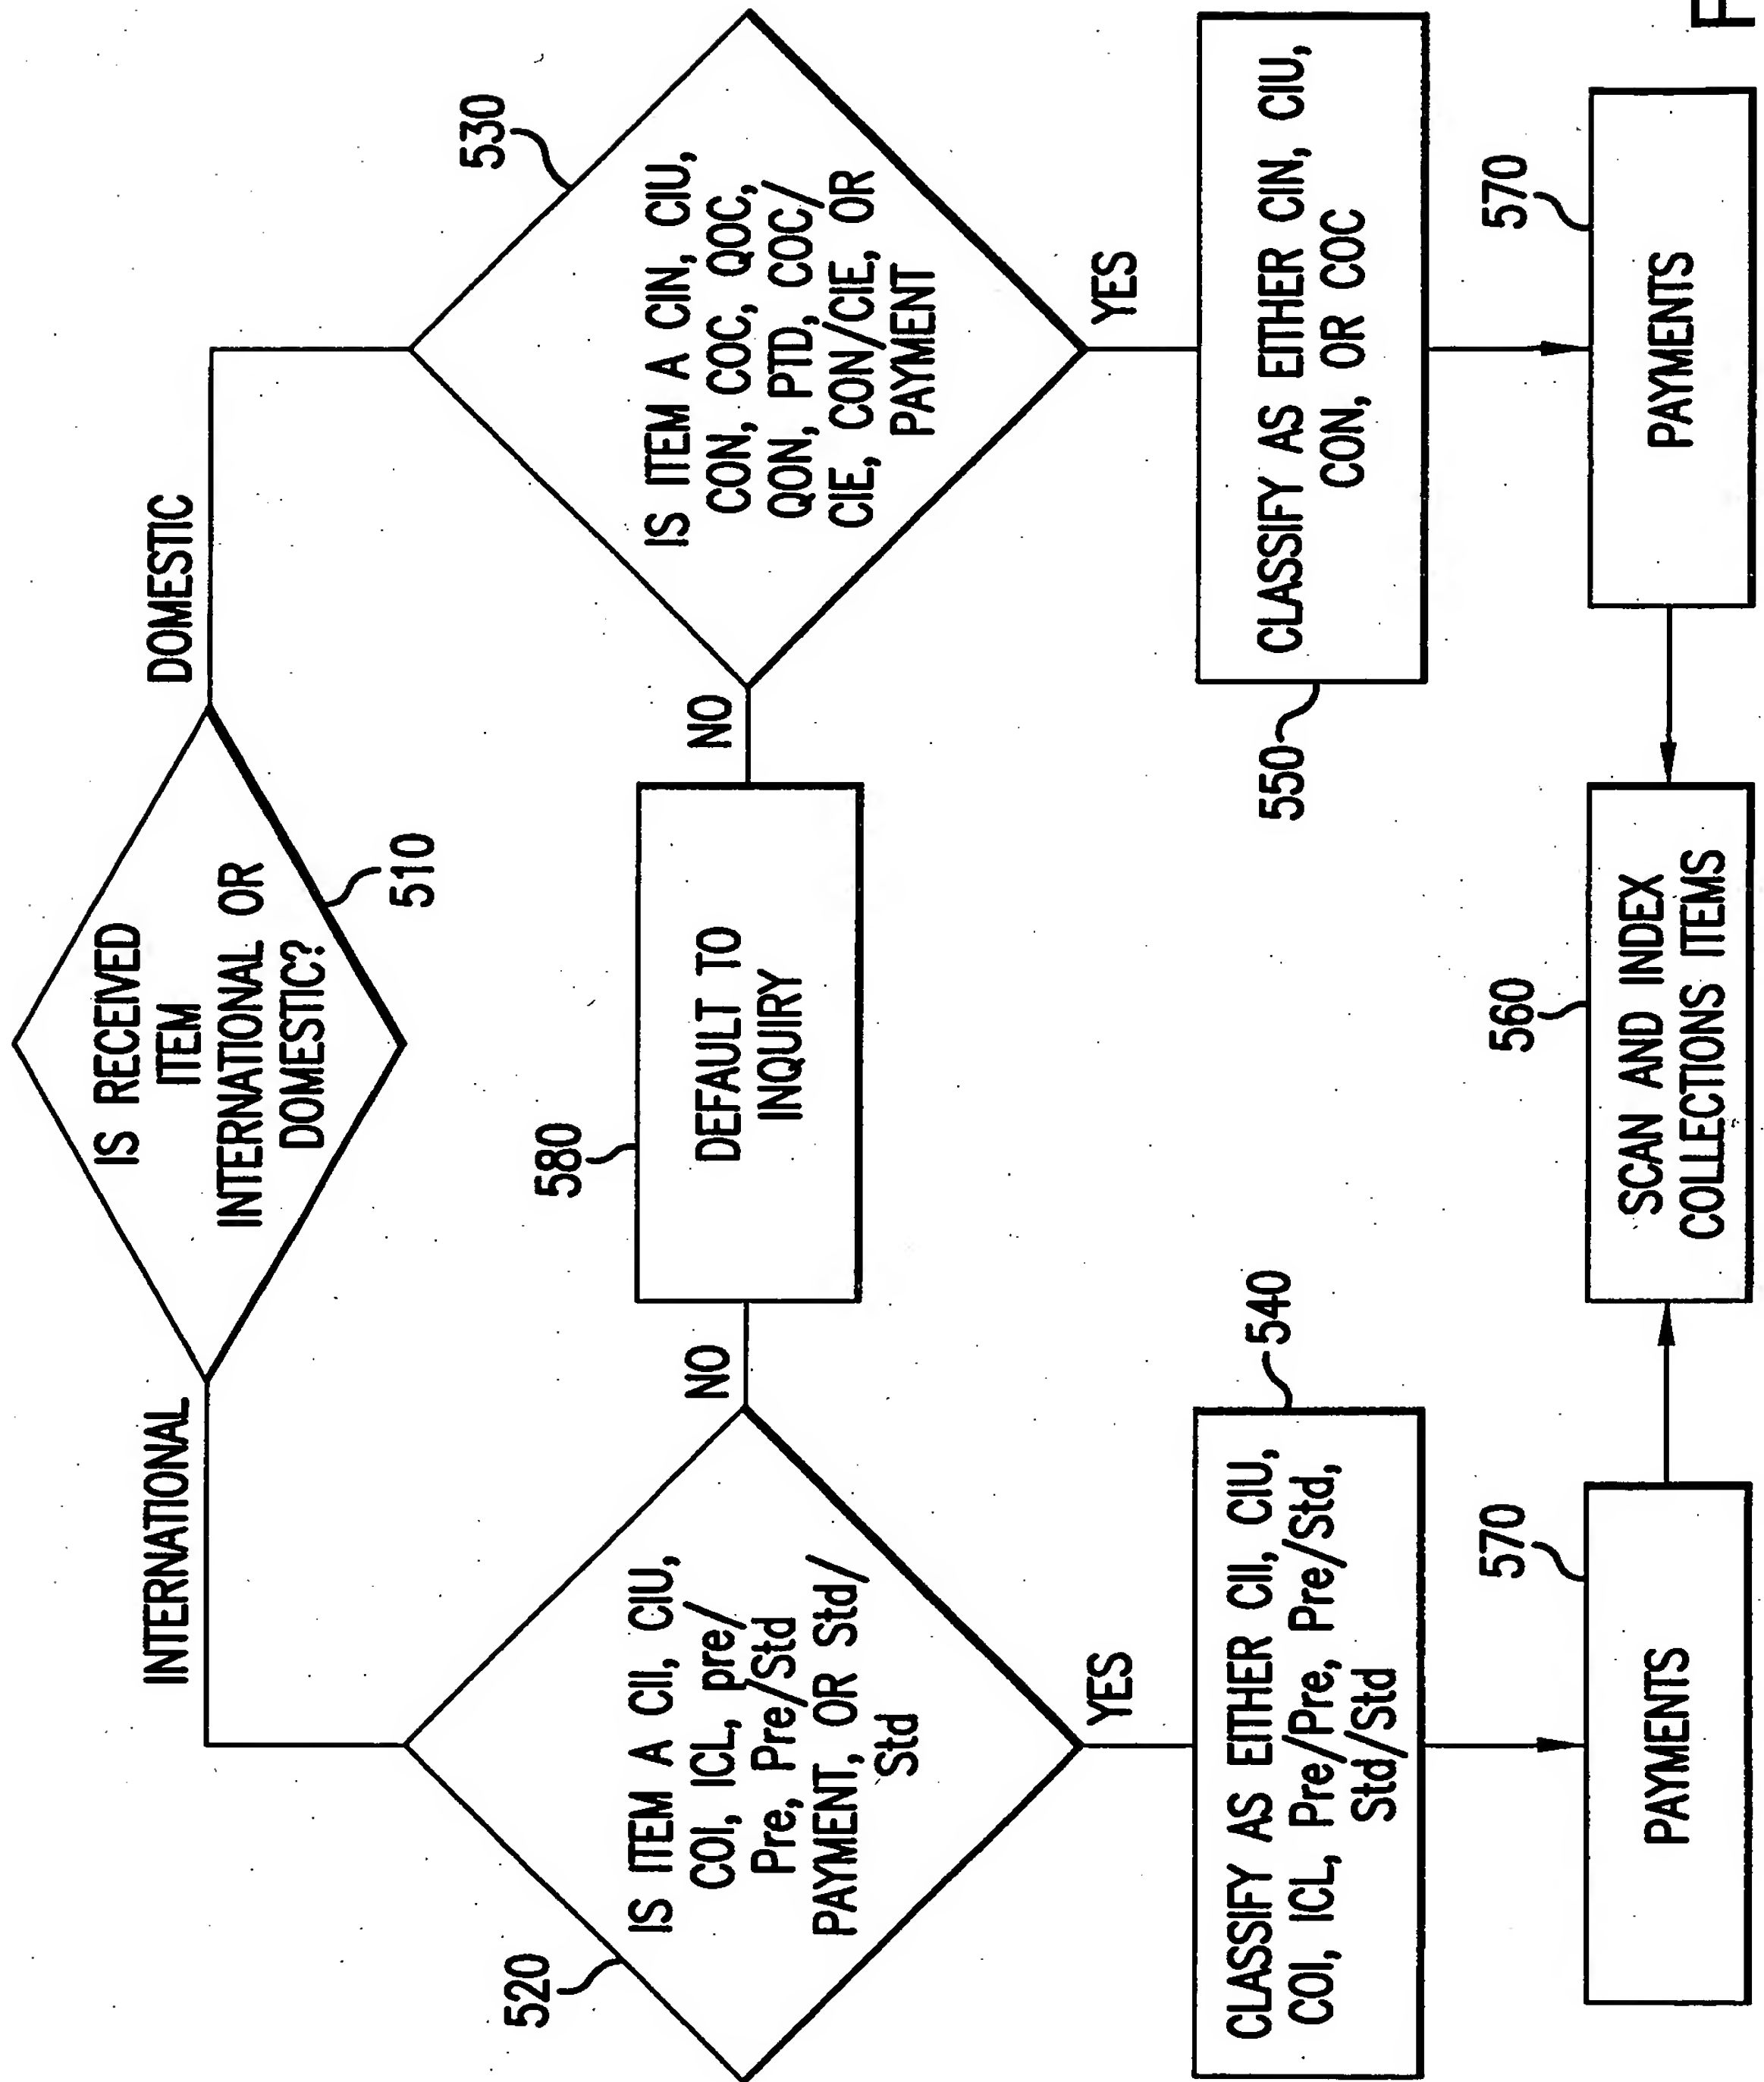 IS RECEIVED
ITEM
INTERNATIONAL OR
DOMESTIC?
510
INTERNATIONAL
DOMESTIC
520
IS ITEM A CII, CIU,
COI, ICL, pre/
Pre, Pre/Std
PAYMENT, OR Std/
Std
NO
580
DEFAULT TO
INQUIRY
NO
530
IS ITEM A CIN, CIU,
CON, COC, QOC,
QON, PTD, COC/
CIE, CON/CIE, OR
PAYMENT
YES
YES
540
CLASSIFY AS EITHER CII, CIU,
COI, ICL, Pre/Pre, Pre/Std,
Std/Std
550
CLASSIFY AS EITHER CIN, CIU,
CON, OR COC
570
PAYMENTS
560
SCAN AND INDEX
COLLECTIONS ITEMS
570
PAYMENTS